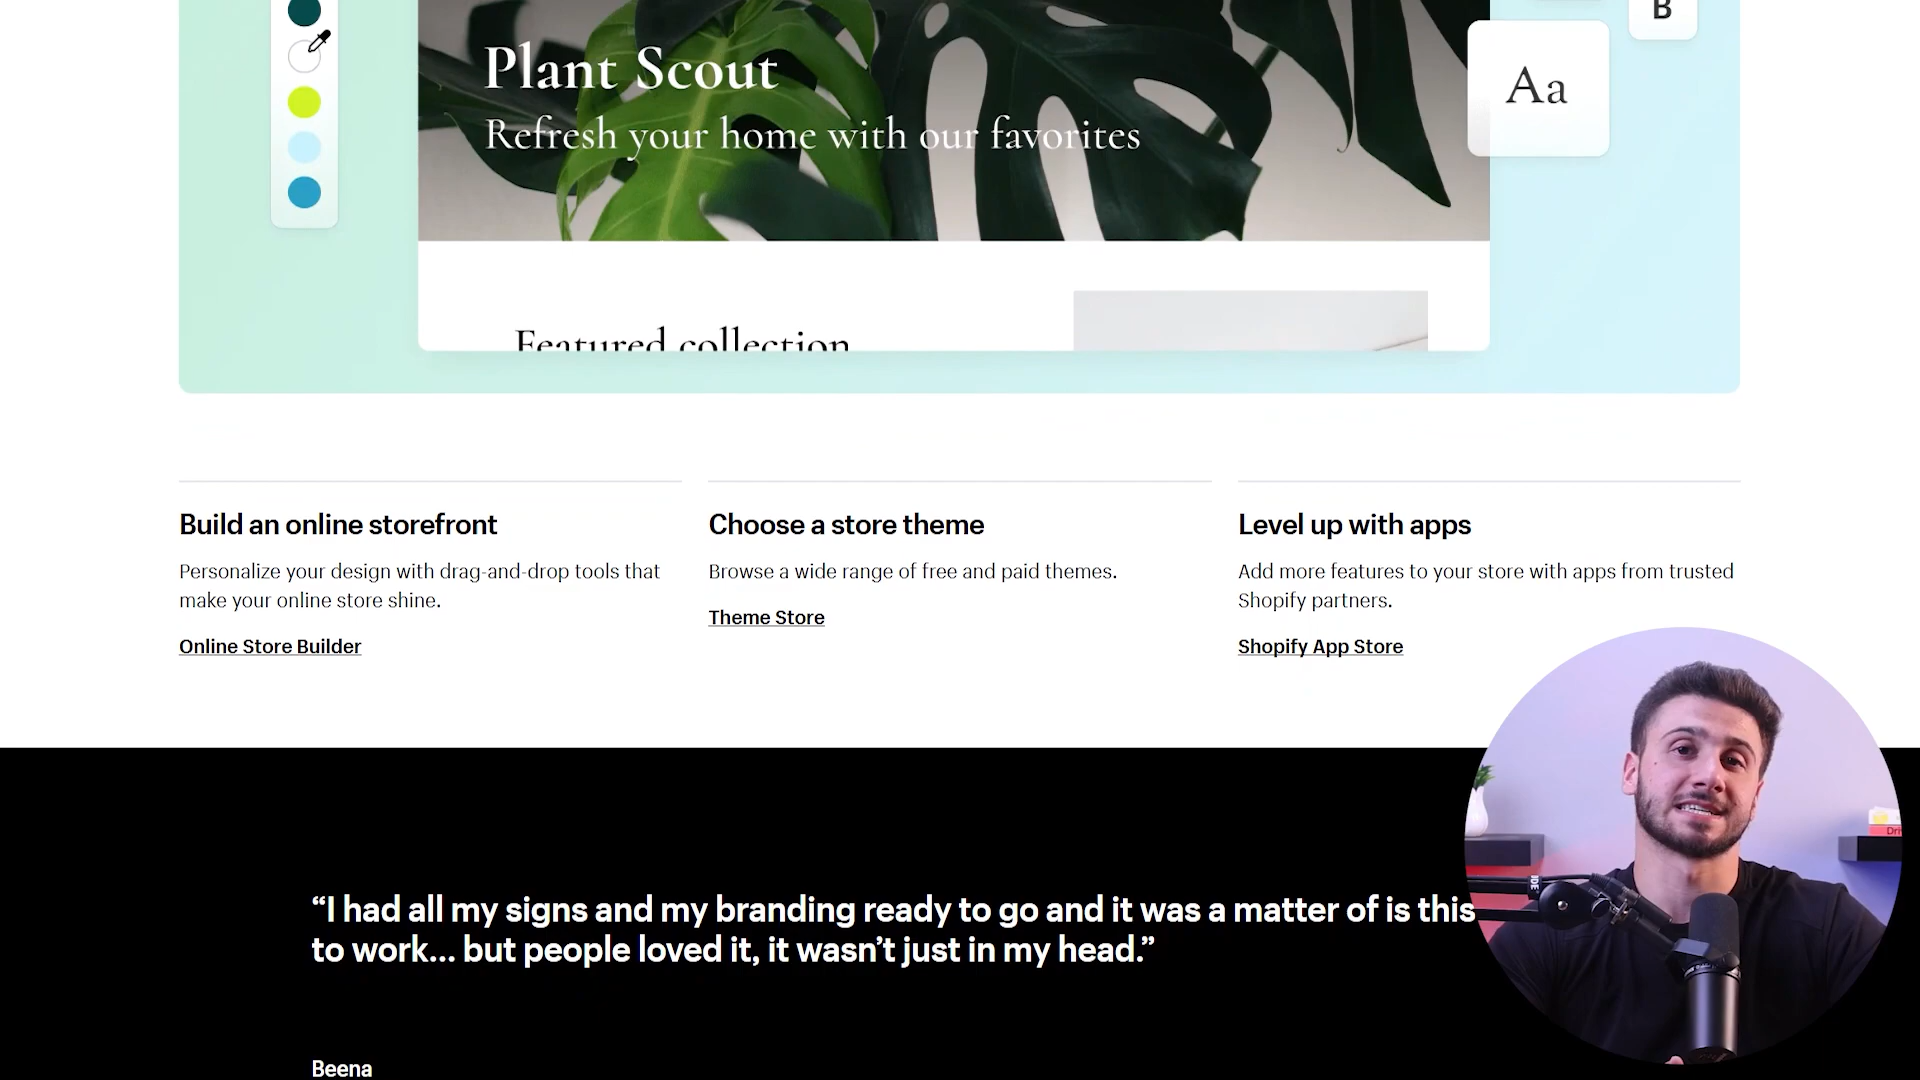 B
Aa
Plant Scout
Refresh your home with our favorites
Featured collection
Build an online storefront
Personalize your design with drag-and-drop tools that
make your online store shine.
Online Store Builder
Choose a store theme
Browse a wide range of free and paid themes.
Theme Store
Level up with apps
Add more features to your store with apps from trusted
Shopify partners.
Shopify App Store
“I had all my signs and my branding ready to go and it was a matter of is this
to work... but people loved it, it wasn’t just in my head.”
Beena